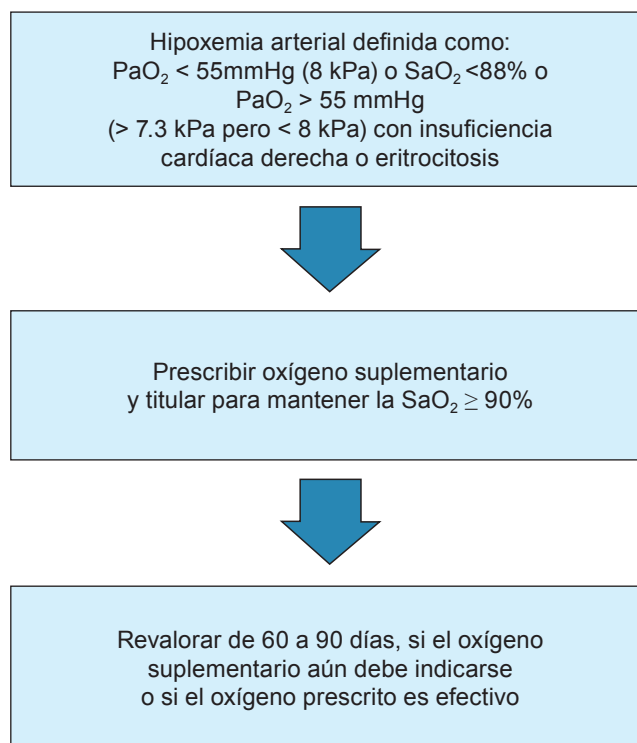 Hipoxemia arterial definida como:
PaO₂ < 55mmHg (8 kPa) o SaO₂ <88% o
PaO₂ > 55 mmHg
(> 7.3 kPa pero < 8 kPa) con insuficiencia
cardíaca derecha o eritrocitosis
Prescribir oxígeno suplementario
y titular para mantener la SaO₂ ≥ 90%
Revalorar de 60 a 90 días, si el oxígeno
suplementario aún debe indicarse
o si el oxígeno prescrito es efectivo